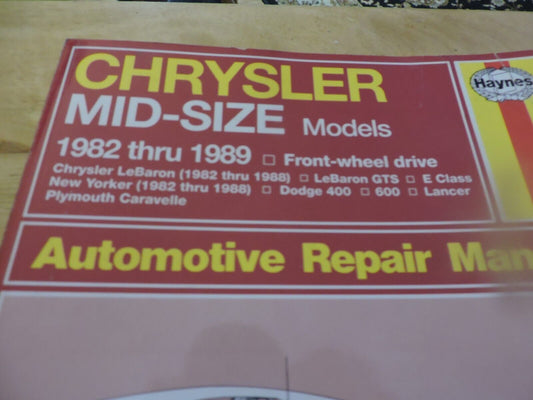 CHRYSLER
MID-SIZE Models
Haynes
1982 thru 1989 □ Front-wheel drive
Chrysler LeBaron (1982 thru 1988) □ LeBaron GTS □ E Class
New Yorker (1982 thru 1988) □ Dodge 400 □ 600 □ Lancer
Plymouth Caravelle
Automotive Repair Man